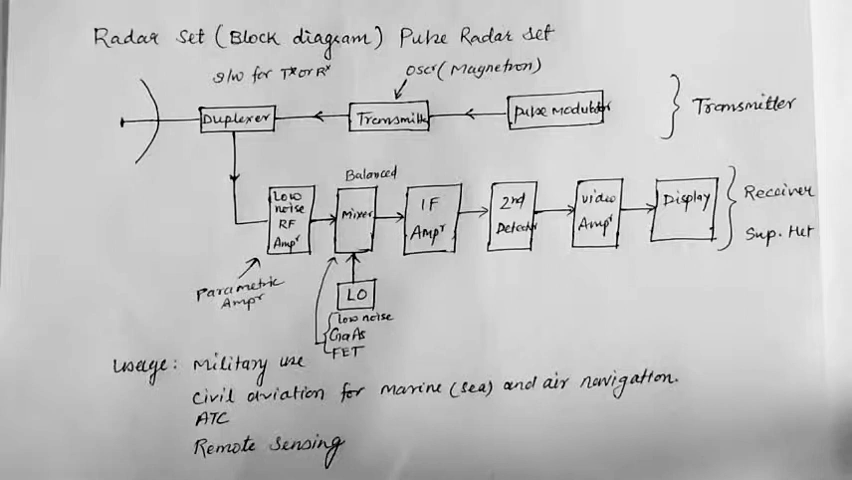 Radar Set (Block diagram) Pulse Radar Set
s/w for Tx or Rx
oscr (Magnetron)
Duplexer
Transmitter
Pulse Modulator
Transmitter
Balanced
Low noise RF Ampr
Mixer
IF Ampr
2nd Detector
Video Ampr
Display
Receiver
Sup. Het
Parametric
Ampr
LO
Low noise
GaAs
FET
Usage: Military use
Civil aviation for marine (sea) and air navigation.
ATC
Remote Sensing